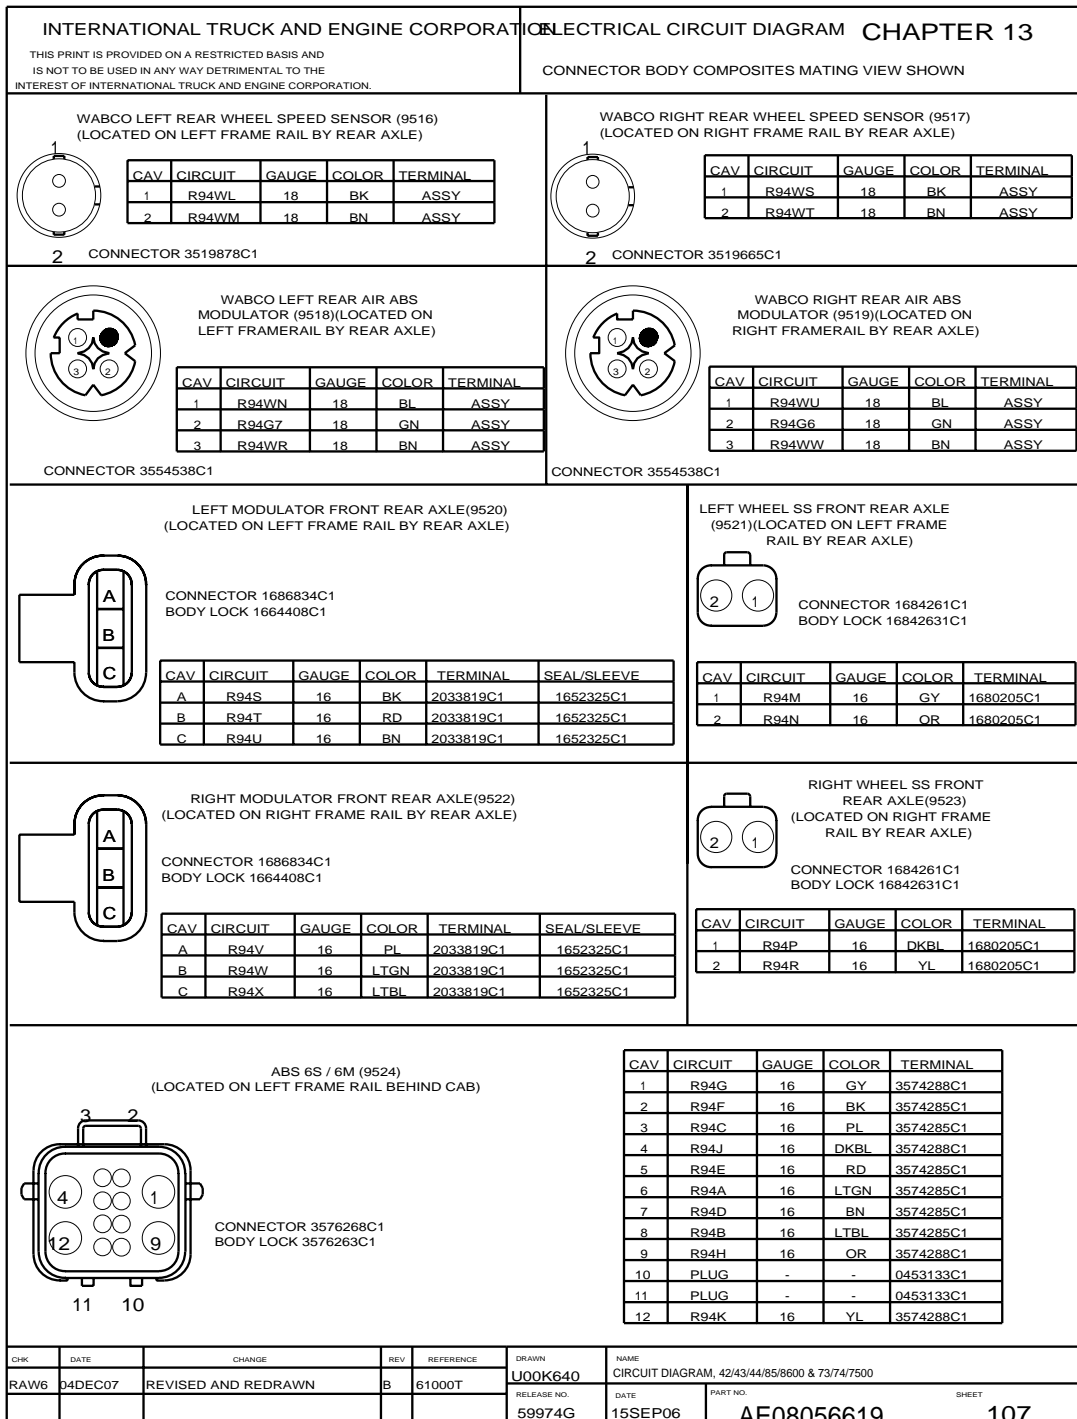 INTERNATIONAL TRUCK AND ENGINE CORPORATION
THIS PRINT IS PROVIDED ON A RESTRICTED BASIS AND
IS NOT TO BE USED IN ANY WAY DETRIMENTAL TO THE
INTEREST OF INTERNATIONAL TRUCK AND ENGINE CORPORATION.
ELECTRICAL CIRCUIT DIAGRAM CHAPTER 13
CONNECTOR BODY COMPOSITES MATING VIEW SHOWN
WABCO LEFT REAR WHEEL SPEED SENSOR (9516)
(LOCATED ON LEFT FRAME RAIL BY REAR AXLE)
1
CAV CIRCUIT GAUGE COLOR TERMINAL
1 R94WL 18 BK ASSY
2 R94WM 18 BN ASSY
2
CONNECTOR 3519878C1
WABCO RIGHT REAR WHEEL SPEED SENSOR (9517)
(LOCATED ON RIGHT FRAME RAIL BY REAR AXLE)
1
CAV CIRCUIT GAUGE COLOR TERMINAL
1 R94WS 18 BK ASSY
2 R94WT 18 BN ASSY
2
CONNECTOR 3519665C1
WABCO LEFT REAR AIR ABS
MODULATOR (9518)(LOCATED ON
LEFT FRAMERAIL BY REAR AXLE)
1
3 2
CAV CIRCUIT GAUGE COLOR TERMINAL
1 R94WN 18 BL ASSY
2 R94G7 18 GN ASSY
3 R94WR 18 BN ASSY
CONNECTOR 3554538C1
WABCO RIGHT REAR AIR ABS
MODULATOR (9519)(LOCATED ON
RIGHT FRAMERAIL BY REAR AXLE)
1
3 2
CAV CIRCUIT GAUGE COLOR TERMINAL
1 R94WU 18 BL ASSY
2 R94G6 18 GN ASSY
3 R94WW 18 BN ASSY
CONNECTOR 3554538C1
LEFT MODULATOR FRONT REAR AXLE(9520)
(LOCATED ON LEFT FRAME RAIL BY REAR AXLE)
A
B
C
CONNECTOR 1686834C1
BODY LOCK 1664408C1
CAV CIRCUIT GAUGE COLOR TERMINAL SEAL/SLEEVE
A R94S 16 BK 2033819C1 1652325C1
B R94T 16 RD 2033819C1 1652325C1
C R94U 16 BN 2033819C1 1652325C1
LEFT WHEEL SS FRONT REAR AXLE
(9521)(LOCATED ON LEFT FRAME
RAIL BY REAR AXLE)
2 1
CONNECTOR 1684261C1
BODY LOCK 16842631C1
CAV CIRCUIT GAUGE COLOR TERMINAL
1 R94M 16 GY 1680205C1
2 R94N 16 OR 1680205C1
RIGHT MODULATOR FRONT REAR AXLE(9522)
(LOCATED ON RIGHT FRAME RAIL BY REAR AXLE)
A
B
C
CONNECTOR 1686834C1
BODY LOCK 1664408C1
CAV CIRCUIT GAUGE COLOR TERMINAL SEAL/SLEEVE
A R94V 16 PL 2033819C1 1652325C1
B R94W 16 LTGN 2033819C1 1652325C1
C R94X 16 LTBL 2033819C1 1652325C1
RIGHT WHEEL SS FRONT
REAR AXLE(9523)
(LOCATED ON RIGHT FRAME
RAIL BY REAR AXLE)
2 1
CONNECTOR 1684261C1
BODY LOCK 16842631C1
CAV CIRCUIT GAUGE COLOR TERMINAL
1 R94P 16 DKBL 1680205C1
2 R94R 16 YL 1680205C1
ABS 6S / 6M (9524)
(LOCATED ON LEFT FRAME RAIL BEHIND CAB)
3 2
4 1
12 9
11 10
CONNECTOR 3576268C1
BODY LOCK 3576263C1
CAV CIRCUIT GAUGE COLOR TERMINAL
1 R94G 16 GY 3574288C1
2 R94F 16 BK 3574285C1
3 R94C 16 PL 3574285C1
4 R94J 16 DKBL 3574288C1
5 R94E 16 RD 3574285C1
6 R94A 16 LTGN 3574285C1
7 R94D 16 BN 3574285C1
8 R94B 16 LTBL 3574285C1
9 R94H 16 OR 3574288C1
10 PLUG - - 0453133C1
11 PLUG - - 0453133C1
12 R94K 16 YL 3574288C1
CHK DATE CHANGE REV REFERENCE
RAW6 04DEC07 REVISED AND REDRAWN B 61000T
DRAWN
U00K640
NAME
CIRCUIT DIAGRAM, 42/43/44/85/8600 & 73/74/7500
RELEASE NO. DATE PART NO. SHEET
59974G 15SEP06 AE08056619 107